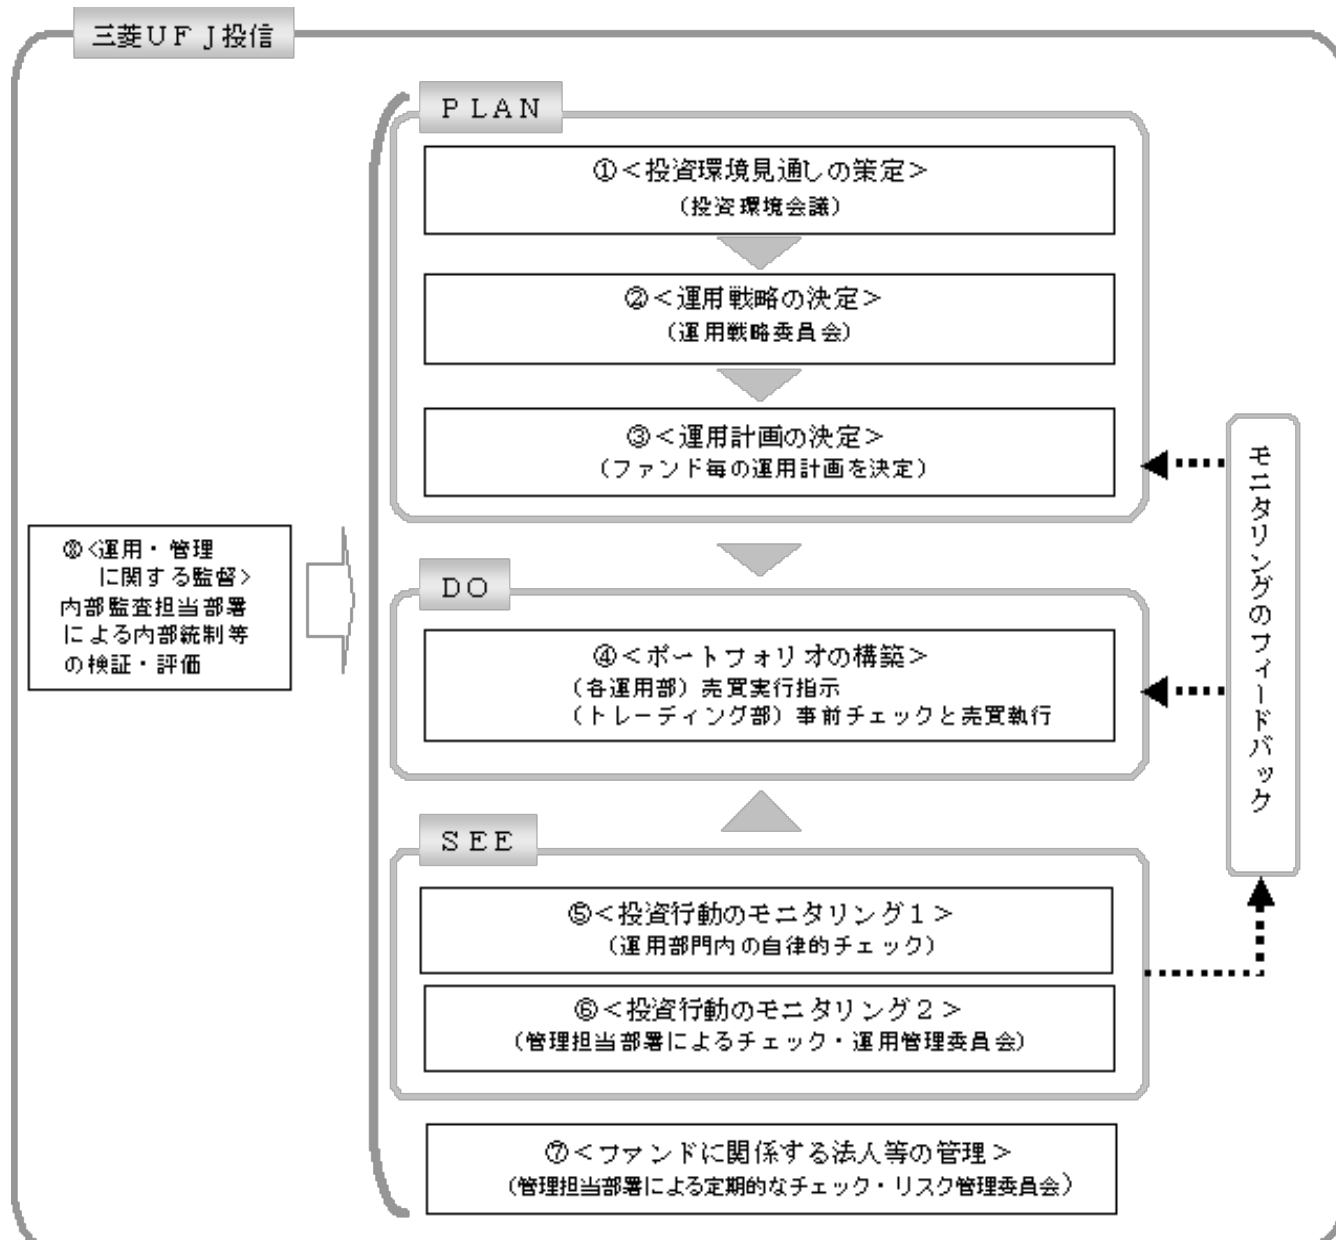 三菱ＵＦＪ投信
ＰＬＡＮ
①＜投資環境見通しの策定＞
（投資環境会議）
②＜運用戦略の決定＞
（運用戦略委員会）
③＜運用計画の決定＞
（ファンド毎の運用計画を決定）
モニタリングのフィードバック
⑧＜運用・管理
に関する監督＞
内部監査担当部署
による内部統制等
の検証・評価
ＤＯ
④＜ポートフォリオの構築＞
（各運用部）売買実行指示
（トレーディング部）事前チェックと売買執行
ＳＥＥ
⑤＜投資行動のモニタリング１＞
（運用部門内の自律的チェック）
⑥＜投資行動のモニタリング２＞
（管理担当部署によるチェック・運用管理委員会）
⑦＜ファンドに関係する法人等の管理＞
（管理担当部署による定期的なチェック・リスク管理委員会）